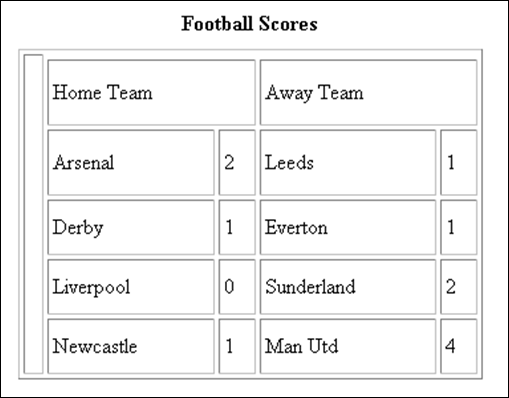 Football Scores
Home Team Away Team
Arsenal 2 Leeds 1
Derby 1 Everton 1
Liverpool 0 Sunderland 2
Newcastle 1 Man Utd 4